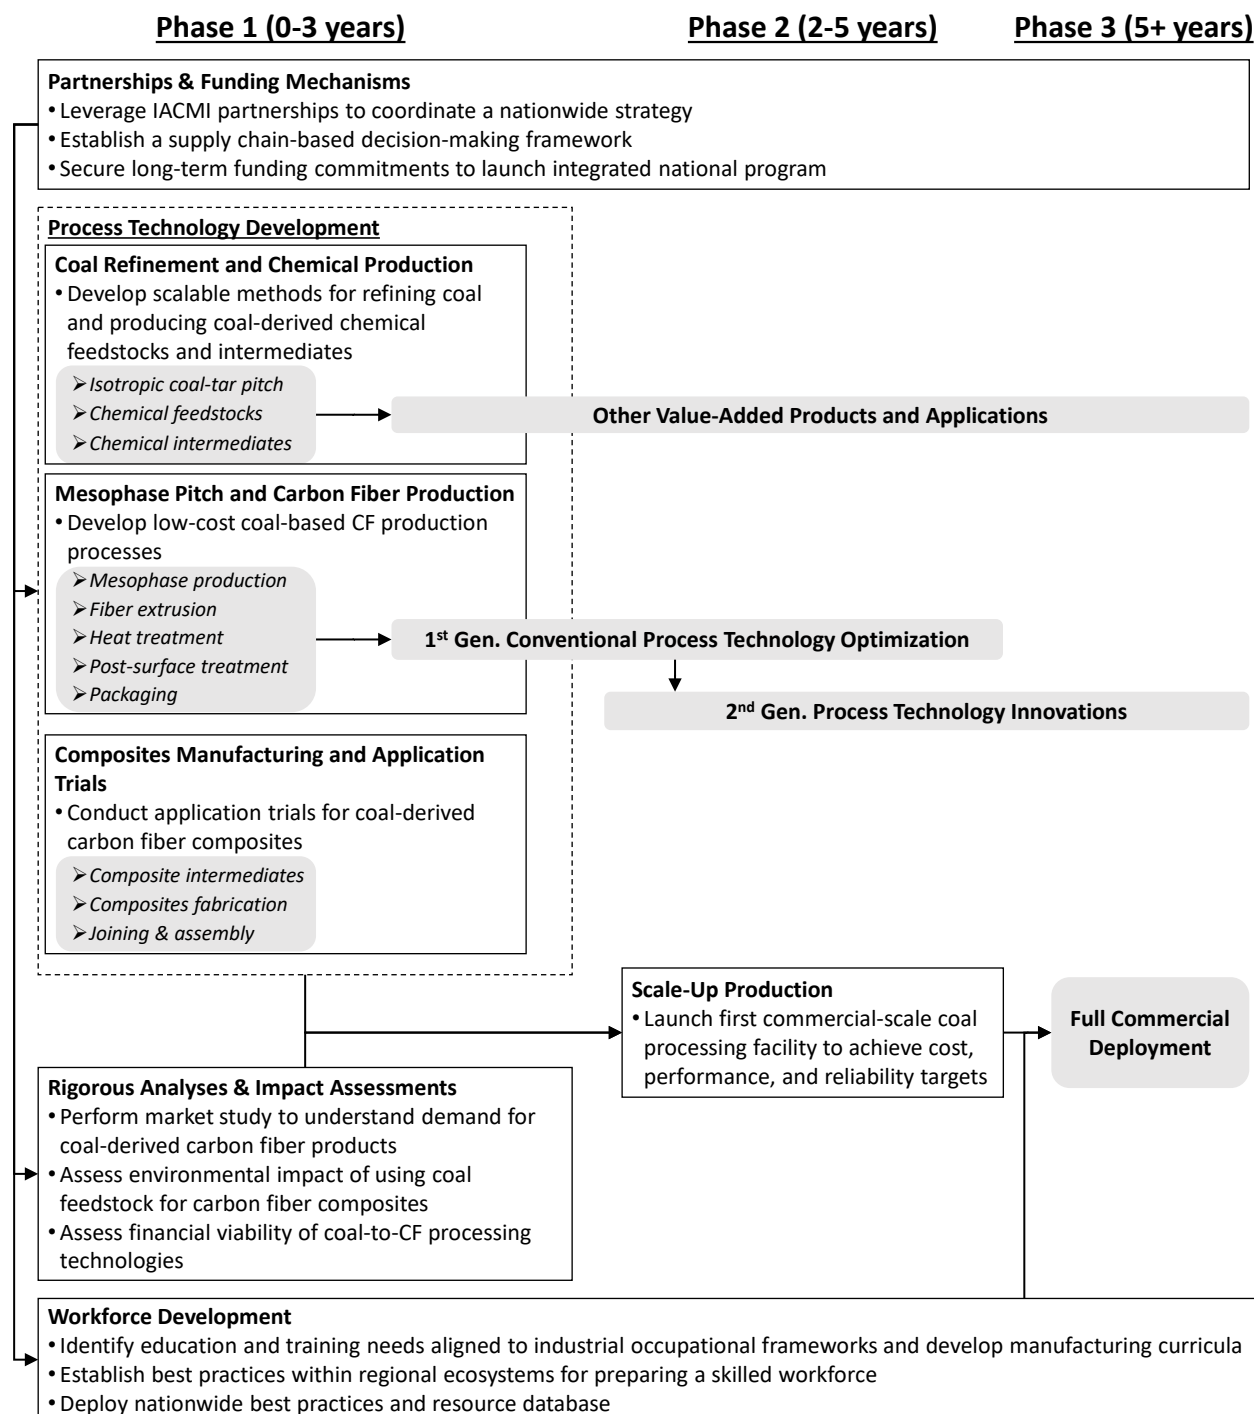 Phase 1 (0-3 years) Phase 2 (2-5 years) Phase 3 (5+ years)
Partnerships & Funding Mechanisms
• Leverage IACMI partnerships to coordinate a nationwide strategy
• Establish a supply chain-based decision-making framework
• Secure long-term funding commitments to launch integrated national program
Process Technology Development
Coal Refinement and Chemical Production
• Develop scalable methods for refining coal
and producing coal-derived chemical
feedstocks and intermediates
➢ Isotropic coal-tar pitch
➢ Chemical feedstocks
➢ Chemical intermediates
Other Value-Added Products and Applications
Mesophase Pitch and Carbon Fiber Production
• Develop low-cost coal-based CF production
processes
➢ Mesophase production
➢ Fiber extrusion
➢ Heat treatment
➢ Post-surface treatment
➢ Packaging
1st Gen. Conventional Process Technology Optimization
2nd Gen. Process Technology Innovations
Composites Manufacturing and Application
Trials
• Conduct application trials for coal-derived
carbon fiber composites
➢ Composite intermediates
➢ Composites fabrication
➢ Joining & assembly
Scale-Up Production
• Launch first commercial-scale coal
processing facility to achieve cost,
performance, and reliability targets
Full Commercial
Deployment
Rigorous Analyses & Impact Assessments
• Perform market study to understand demand for
coal-derived carbon fiber products
• Assess environmental impact of using coal
feedstock for carbon fiber composites
• Assess financial viability of coal-to-CF processing
technologies
Workforce Development
• Identify education and training needs aligned to industrial occupational frameworks and develop manufacturing curricula
• Establish best practices within regional ecosystems for preparing a skilled workforce
• Deploy nationwide best practices and resource database